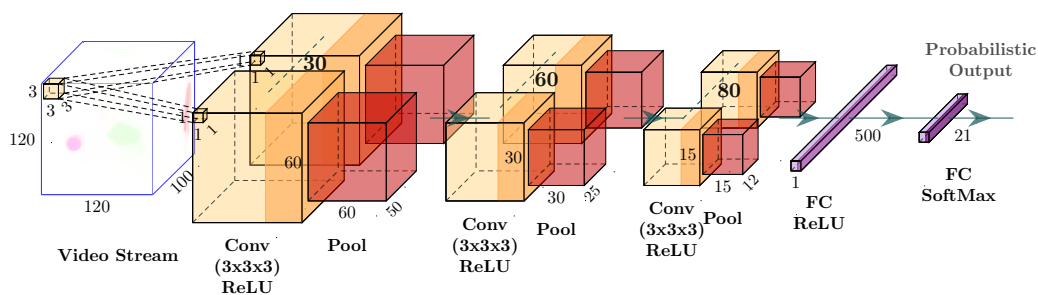 3
3
3
120
120
100
Video Stream
1
1
1
30
1
1
1
60
60
50
Conv
(3x3x3)
ReLU
Pool
60
30
30
25
Conv
(3x3x3)
ReLU
Pool
80
15
15
12
Conv
(3x3x3)
ReLU
Pool
1
500
FC
ReLU
21
FC
SoftMax
Probabilistic
Output